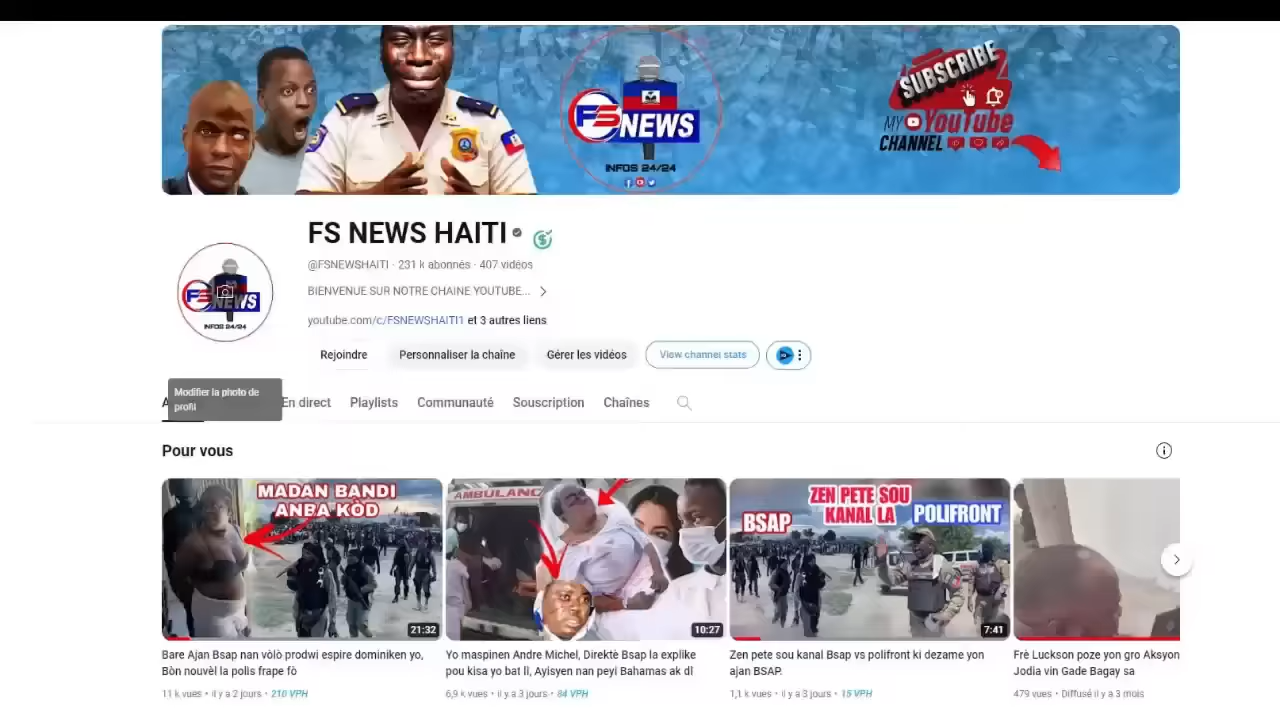 SUBSCRIBE
MY YouTube
CHANNEL
FS NEWS
INFOS 24/24
FS NEWS HAITI
@FSNEWSHAITI · 231 k abonnés · 407 vidéos
BIENVENUE SUR NOTRE CHAINE YOUTUBE...
youtube.com/c/FSNEWSHAITI1 et 3 autres liens
FS NEWS
INFOS 24/24
Rejoindre
Personnaliser la chaîne
Gérer les vidéos
View channel stats
Modifier la photo de
profil
En direct
Playlists
Communauté
Souscription
Chaînes
Pour vous
MADAN BANDI
ANBA KÒD
21:32
AMBULANC
10:27
ZEN PETE SOU
KANAL LA
BSAP
POLIFRONT
7:41
Bare Ajan Bsap nan vòlò prodwi espire dominiken yo,
Bòn nouvèl la polis frape fò
11 k vues · il y a 2 jours · 210 VPH
Yo maspinen Andre Michel, Direktè Bsap la explike
pou kisa yo bat li, Ayisyen nan peyi Bahamas ak dl
6,9 k vues · il y a 3 jours · 84 VPH
Zen pete sou kanal Bsap vs polifront ki dezame yon
ajan BSAP.
1,1 k vues · il y a 3 jours · 15 VPH
Frè Luckson poze yon gro Aksyon
Jodia vin Gade Bagay sa
479 vues · Diffusé il y a 3 mois